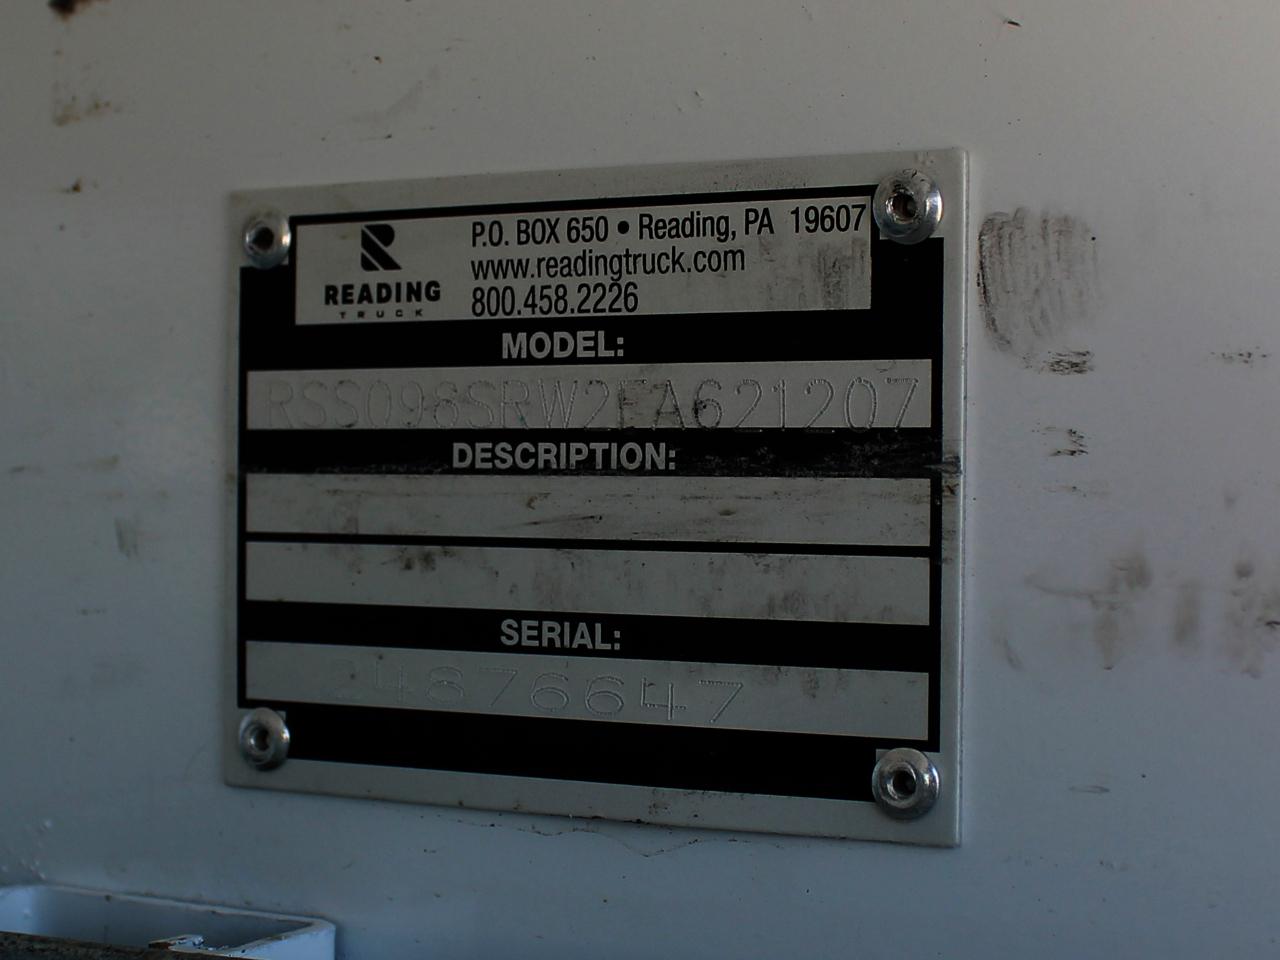 READING
TRUCK
P.O. BOX 650 • Reading, PA 19607
www.readingtruck.com
800.458.2226
MODEL:
RSS098SRW2EA621207
DESCRIPTION:
SERIAL:
24876647